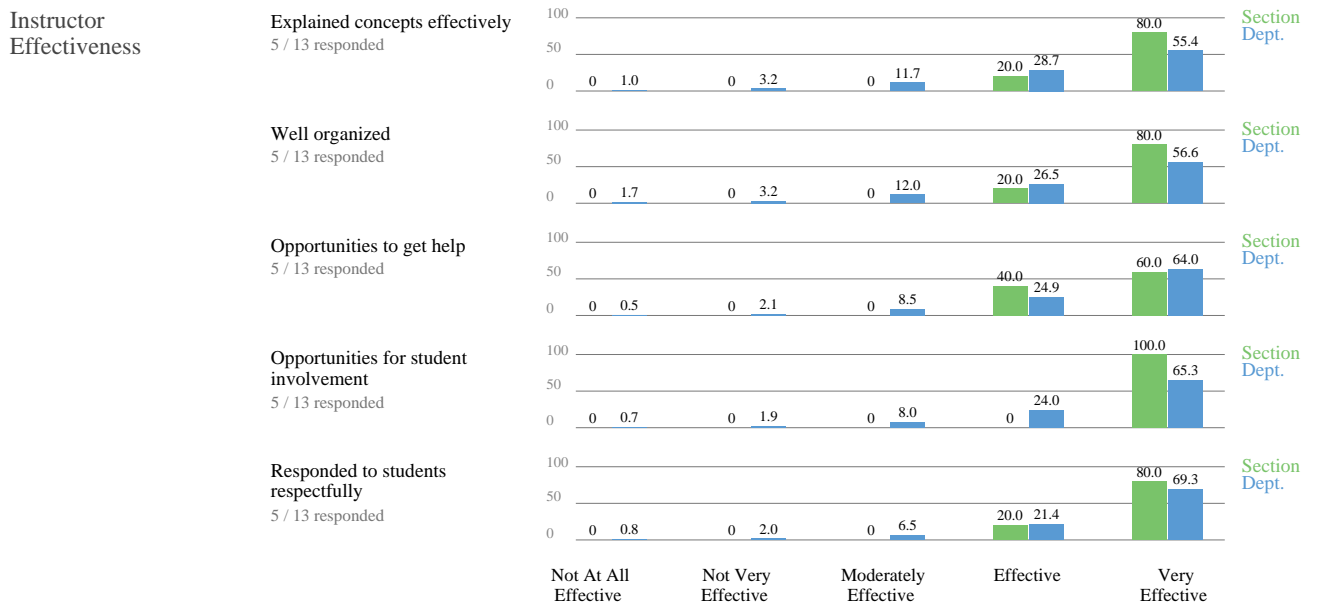 Instructor
Effectiveness
Explained concepts effectively
5 / 13 responded
100
50
0
0 1.0 0 3.2 0 11.7 20.0 28.7 80.0 55.4
Section
Dept.
Well organized
5 / 13 responded
100
50
0
0 1.7 0 3.2 0 12.0 20.0 26.5 80.0 56.6
Section
Dept.
Opportunities to get help
5 / 13 responded
100
50
0
0 0.5 0 2.1 0 8.5 40.0 24.9 60.0 64.0
Section
Dept.
Opportunities for student
involvement
5 / 13 responded
100
50
0
0 0.7 0 1.9 0 8.0 0 24.0 100.0 65.3
Section
Dept.
Responded to students
respectfully
5 / 13 responded
100
50
0
0 0.8 0 2.0 0 6.5 20.0 21.4 80.0 69.3
Section
Dept.
Not At All
Effective
Not Very
Effective
Moderately
Effective
Effective
Very
Effective